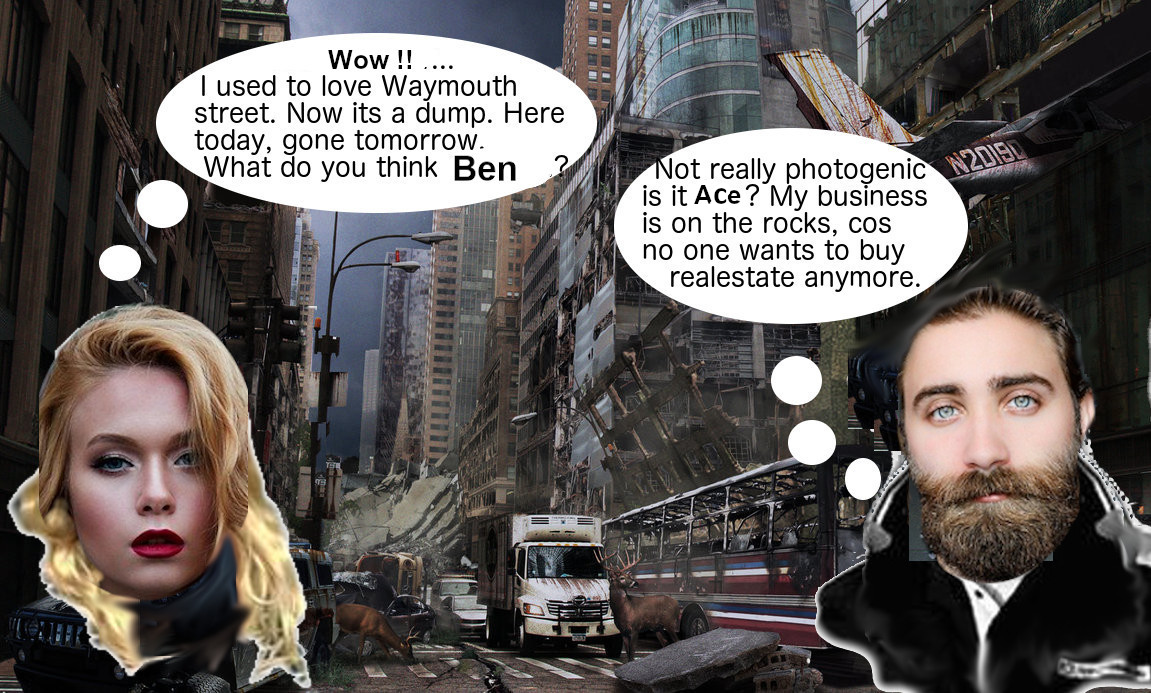 Wow !! ....
I used to love Waymouth
street. Now its a dump. Here
today, gone tomorrow.
What do you think Ben ?
Not really photogenic
is it Ace? My business
is on the rocks, cos
no one wants to buy
realestate anymore.
N2019D